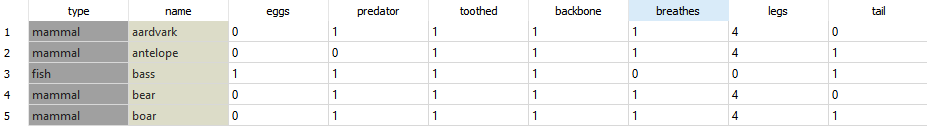 type name eggs predator toothed backbone breathes legs tail
1 mammal aardvark 0 1 1 1 1 4 0
2 mammal antelope 0 0 1 1 1 4 1
3 fish bass 1 1 1 1 0 0 1
4 mammal bear 0 1 1 1 1 4 0
5 mammal boar 0 1 1 1 1 4 1